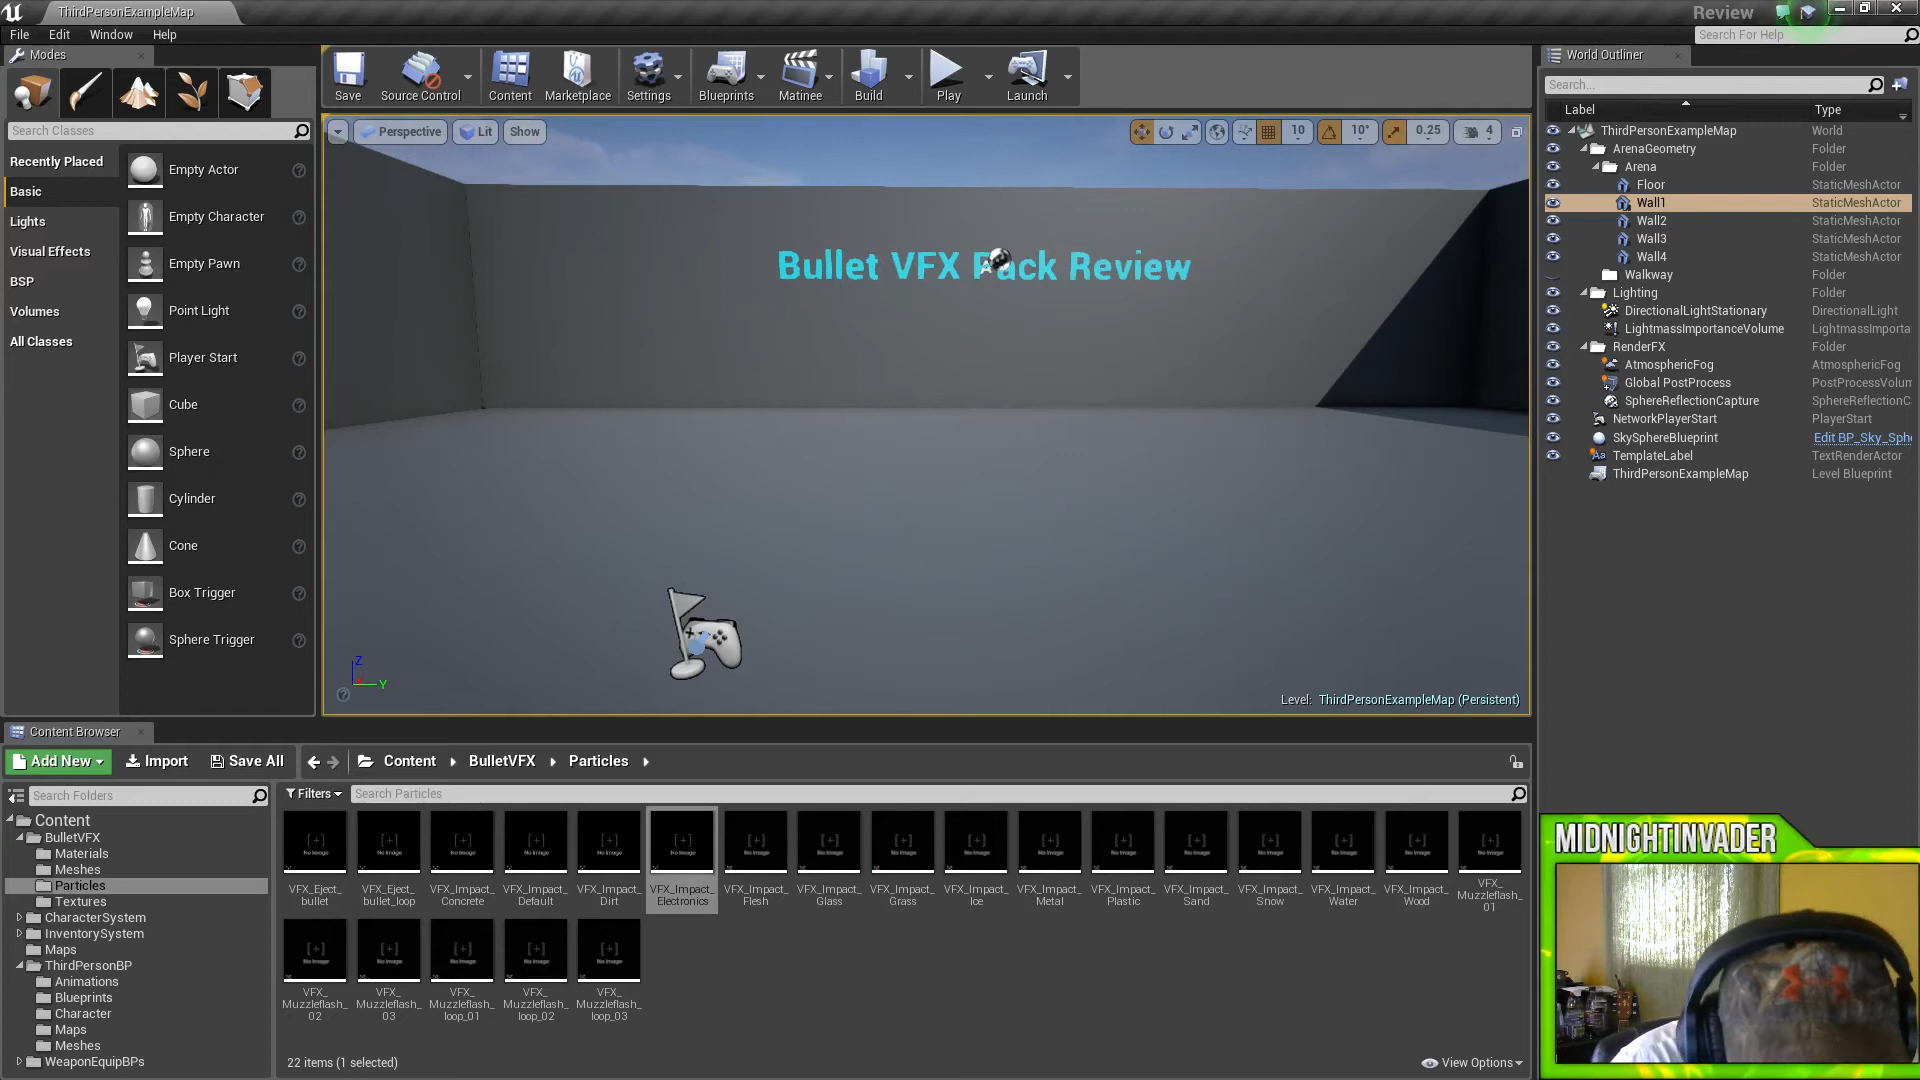 ThirdPersonExampleMap
Review
File Edit Window Help
Search For Help
Modes
Save Source Control Content Marketplace Settings Blueprints Matinee Build Play Launch
World Outliner
Search...
Label Type
Search Classes
Perspective Lit Show
10 10° 0.25 4
Recently Placed
Basic
Lights
Visual Effects
BSP
Volumes
All Classes
Empty Actor
Empty Character
Empty Pawn
Point Light
Player Start
Cube
Sphere
Cylinder
Cone
Box Trigger
Sphere Trigger
Bullet VFX Pack Review
Z
Y
Level: ThirdPersonExampleMap (Persistent)
ThirdPersonExampleMap World
ArenaGeometry Folder
Arena Folder
Floor StaticMeshActor
Wall1 StaticMeshActor
Wall2 StaticMeshActor
Wall3 StaticMeshActor
Wall4 StaticMeshActor
Walkway Folder
Lighting Folder
DirectionalLightStationary DirectionalLight
LightmassImportanceVolume LightmassImporta
RenderFX Folder
AtmosphericFog AtmosphericFog
Global PostProcess PostProcessVolum
SphereReflectionCapture SphereReflectionC
NetworkPlayerStart PlayerStart
SkySphereBlueprint Edit BP_Sky_Sph
TemplateLabel TextRenderActor
ThirdPersonExampleMap Level Blueprint
Content Browser
Add New Import Save All Content BulletVFX Particles
Search Folders
Filters Search Particles
Content
BulletVFX
Materials
Meshes
Particles
Textures
CharacterSystem
InventorySystem
Maps
ThirdPersonBP
Animations
Blueprints
Character
Maps
Meshes
WeaponEquipBPs
VFX_Eject_
bullet
VFX_Eject_
bullet_loop
VFX_Impact_
Concrete
VFX_Impact_
Default
VFX_Impact_
Dirt
VFX_Impact_
Electronics
VFX_Impact_
Flesh
VFX_Impact_
Glass
VFX_Impact_
Grass
VFX_Impact_
Ice
VFX_Impact_
Metal
VFX_Impact_
Plastic
VFX_Impact_
Sand
VFX_Impact_
Snow
VFX_Impact_
Water
VFX_Impact_
Wood
VFX_
Muzzleflash_
01
VFX_
Muzzleflash_
02
VFX_
Muzzleflash_
03
VFX_
Muzzleflash_
loop_01
VFX_
Muzzleflash_
loop_02
VFX_
Muzzleflash_
loop_03
22 items (1 selected)
View Options
MIDNIGHTINVADER